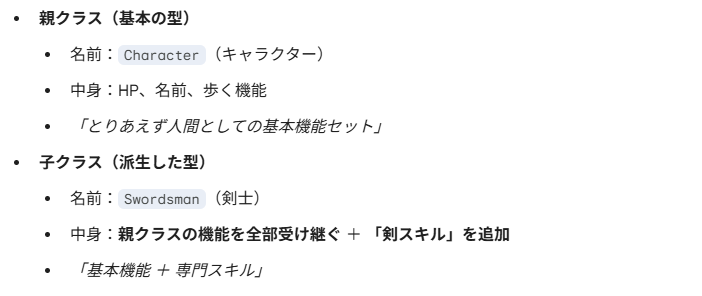 親クラス（基本の型）
名前：Character（キャラクター）
中身：HP、名前、歩く機能
「とりあえず人間としての基本機能セット」
子クラス（派生した型）
名前：Swordsman（剣士）
中身：親クラスの機能を全部受け継ぐ ＋ 「剣スキル」を追加
「基本機能 ＋ 専門スキル」